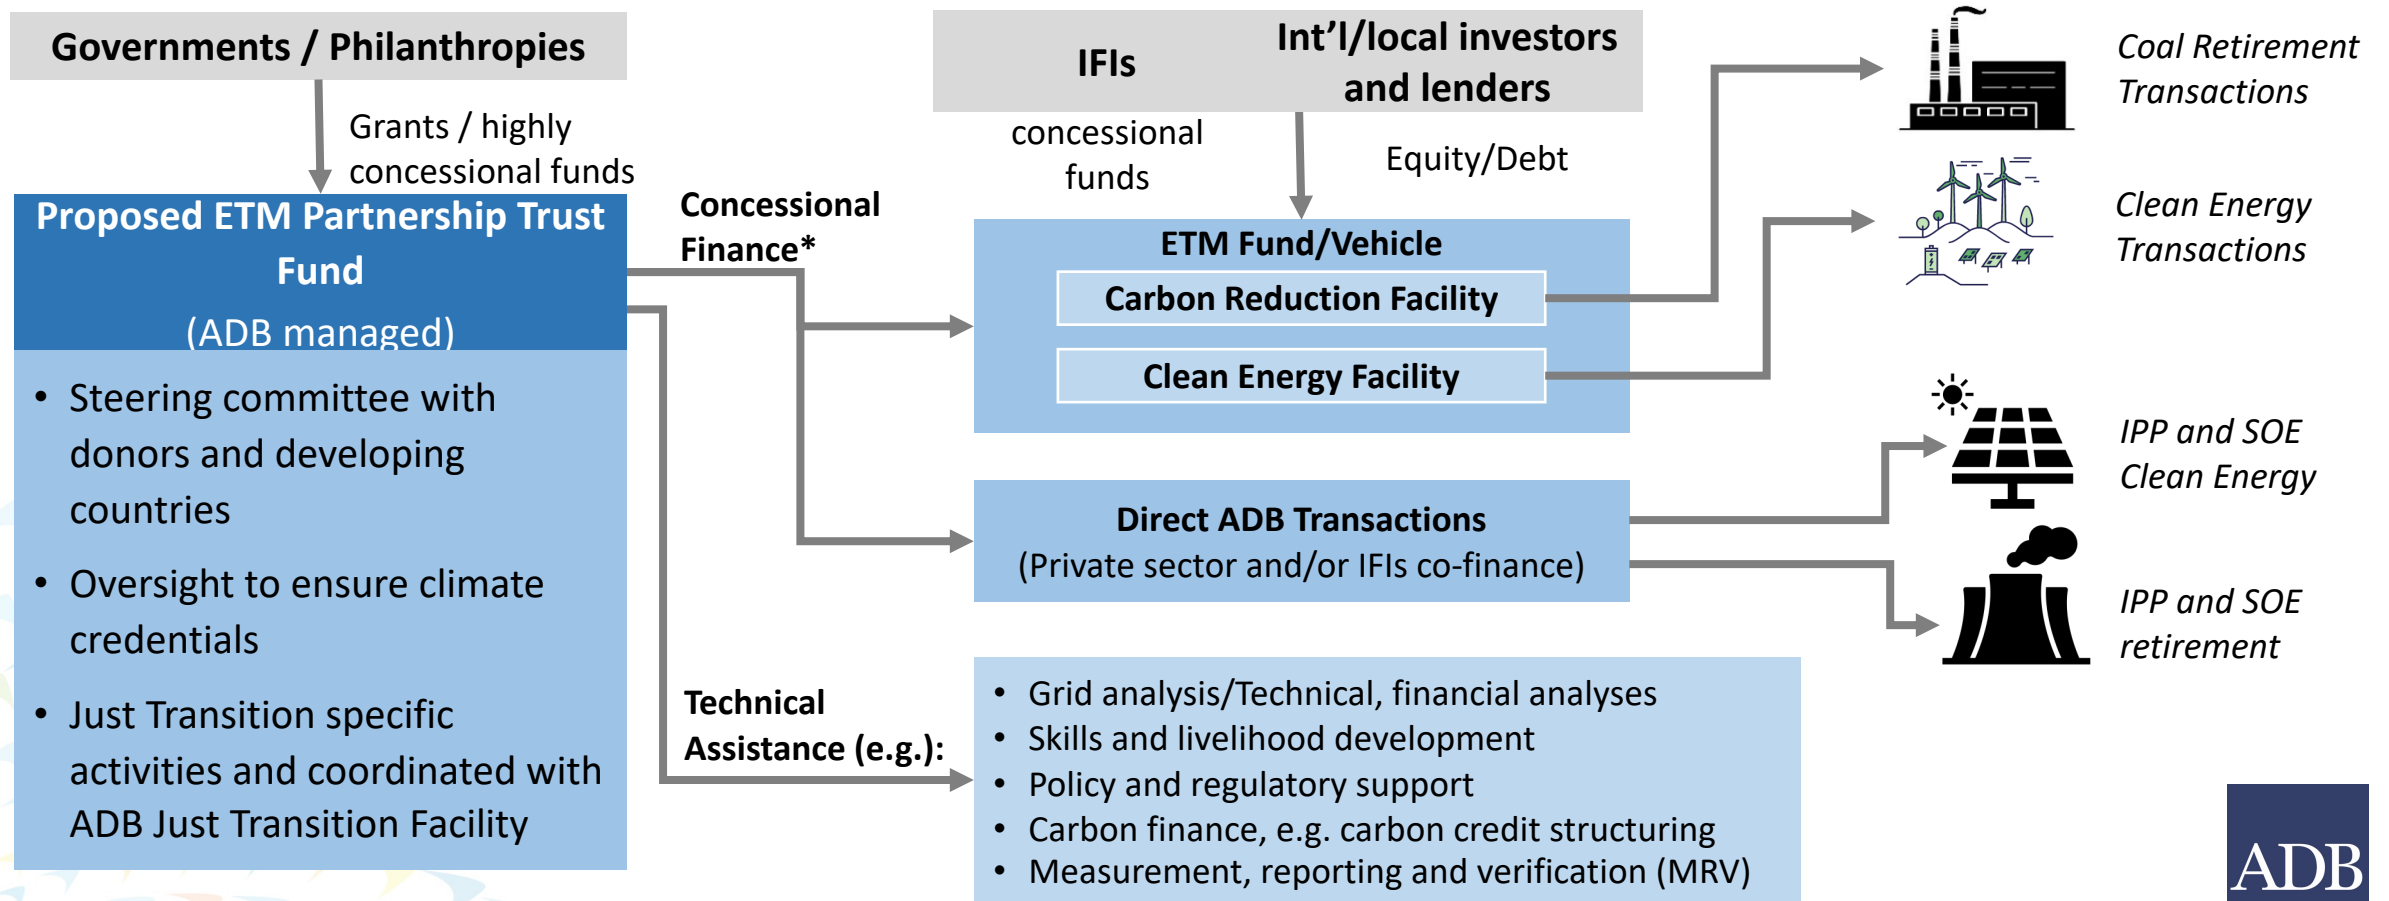 Governments / Philanthropies
Grants / highly
concessional funds
Proposed ETM Partnership Trust
Fund
(ADB managed)
• Steering committee with
donors and developing
countries
• Oversight to ensure climate
credentials
• Just Transition specific
activities and coordinated with
ADB Just Transition Facility
Concessional
Finance*
Technical
Assistance (e.g.):
IFIs
Int'l/local investors
and lenders
concessional
funds
Equity/Debt
ETM Fund/Vehicle
Carbon Reduction Facility
Clean Energy Facility
Direct ADB Transactions
(Private sector and/or IFIs co-finance)
• Grid analysis/Technical, financial analyses
• Skills and livelihood development
• Policy and regulatory support
• Carbon finance, e.g. carbon credit structuring
• Measurement, reporting and verification (MRV)
Coal Retirement
Transactions
Clean Energy
Transactions
IPP and SOE
Clean Energy
IPP and SOE
retirement
ADB